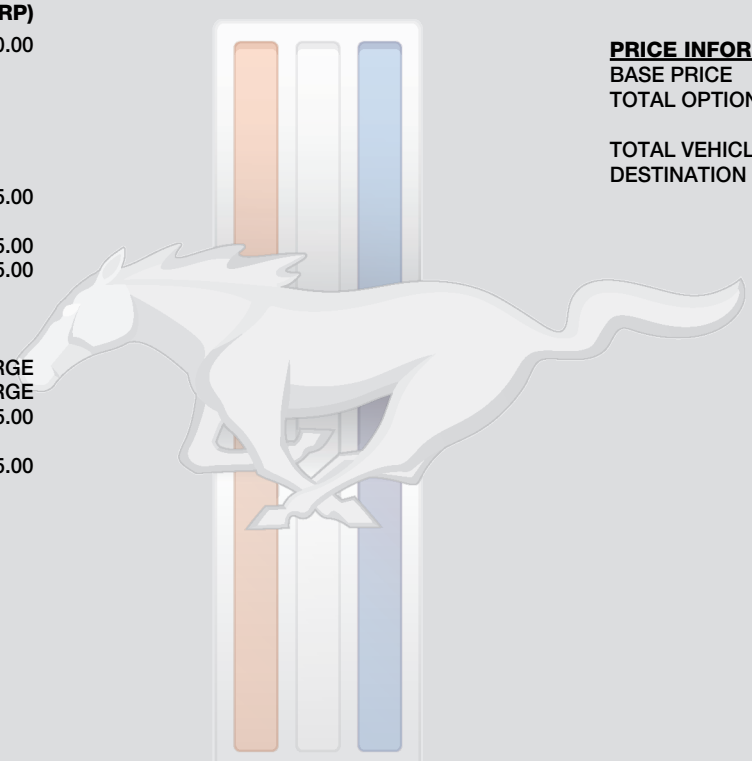 RP)
0.00
5.00
5.00
5.00
RGE
RGE
5.00
5.00
PRICE INFOR
BASE PRICE
TOTAL OPTION
TOTAL VEHICL
DESTINATION